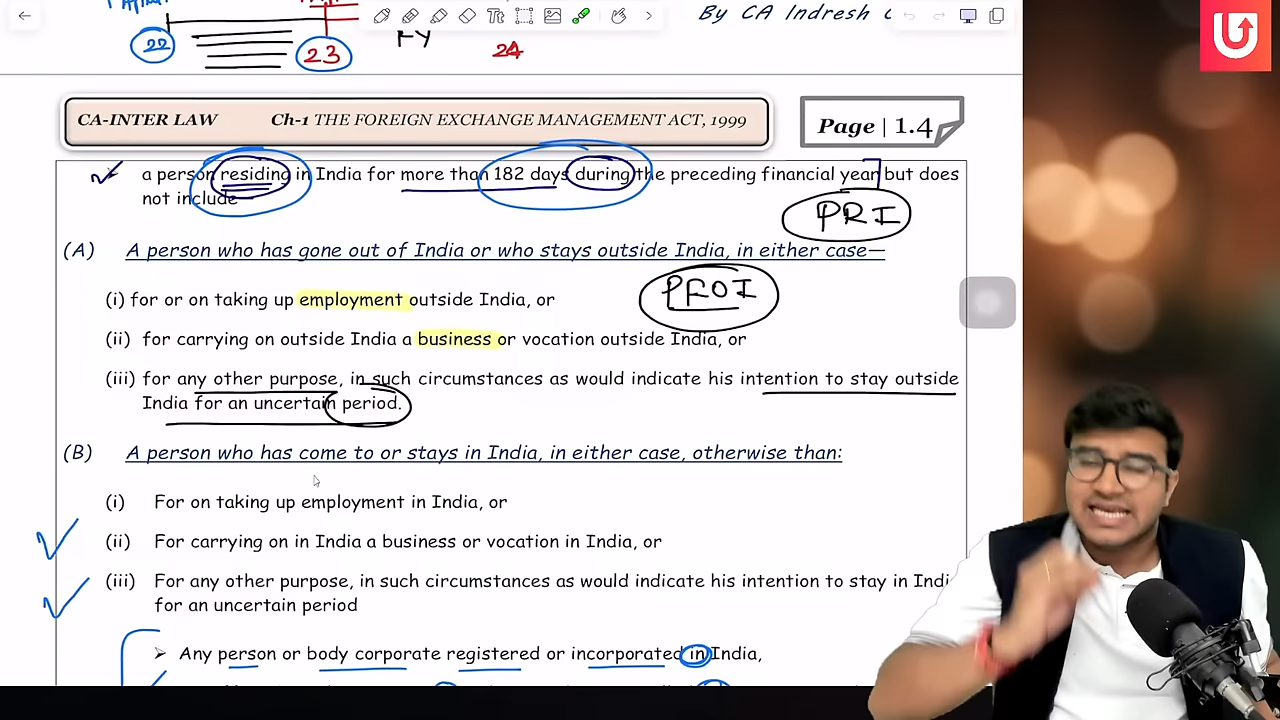 By CA Indresh
22
23
FY
24
CA-INTER LAW Ch-1 THE FOREIGN EXCHANGE MANAGEMENT ACT, 1999
Page | 1.4
a person residing in India for more than 182 days during the preceding financial year but does
not include
PRI
(A) A person who has gone out of India or who stays outside India, in either case—
PROI
(i) for or on taking up employment outside India, or
(ii) for carrying on outside India a business or vocation outside India, or
(iii) for any other purpose, in such circumstances as would indicate his intention to stay outside
India for an uncertain period.
(B) A person who has come to or stays in India, in either case, otherwise than:
(i) For on taking up employment in India, or
(ii) For carrying on in India a business or vocation in India, or
(iii) For any other purpose, in such circumstances as would indicate his intention to stay in Indi
for an uncertain period
➢ Any person or body corporate registered or incorporated in India,